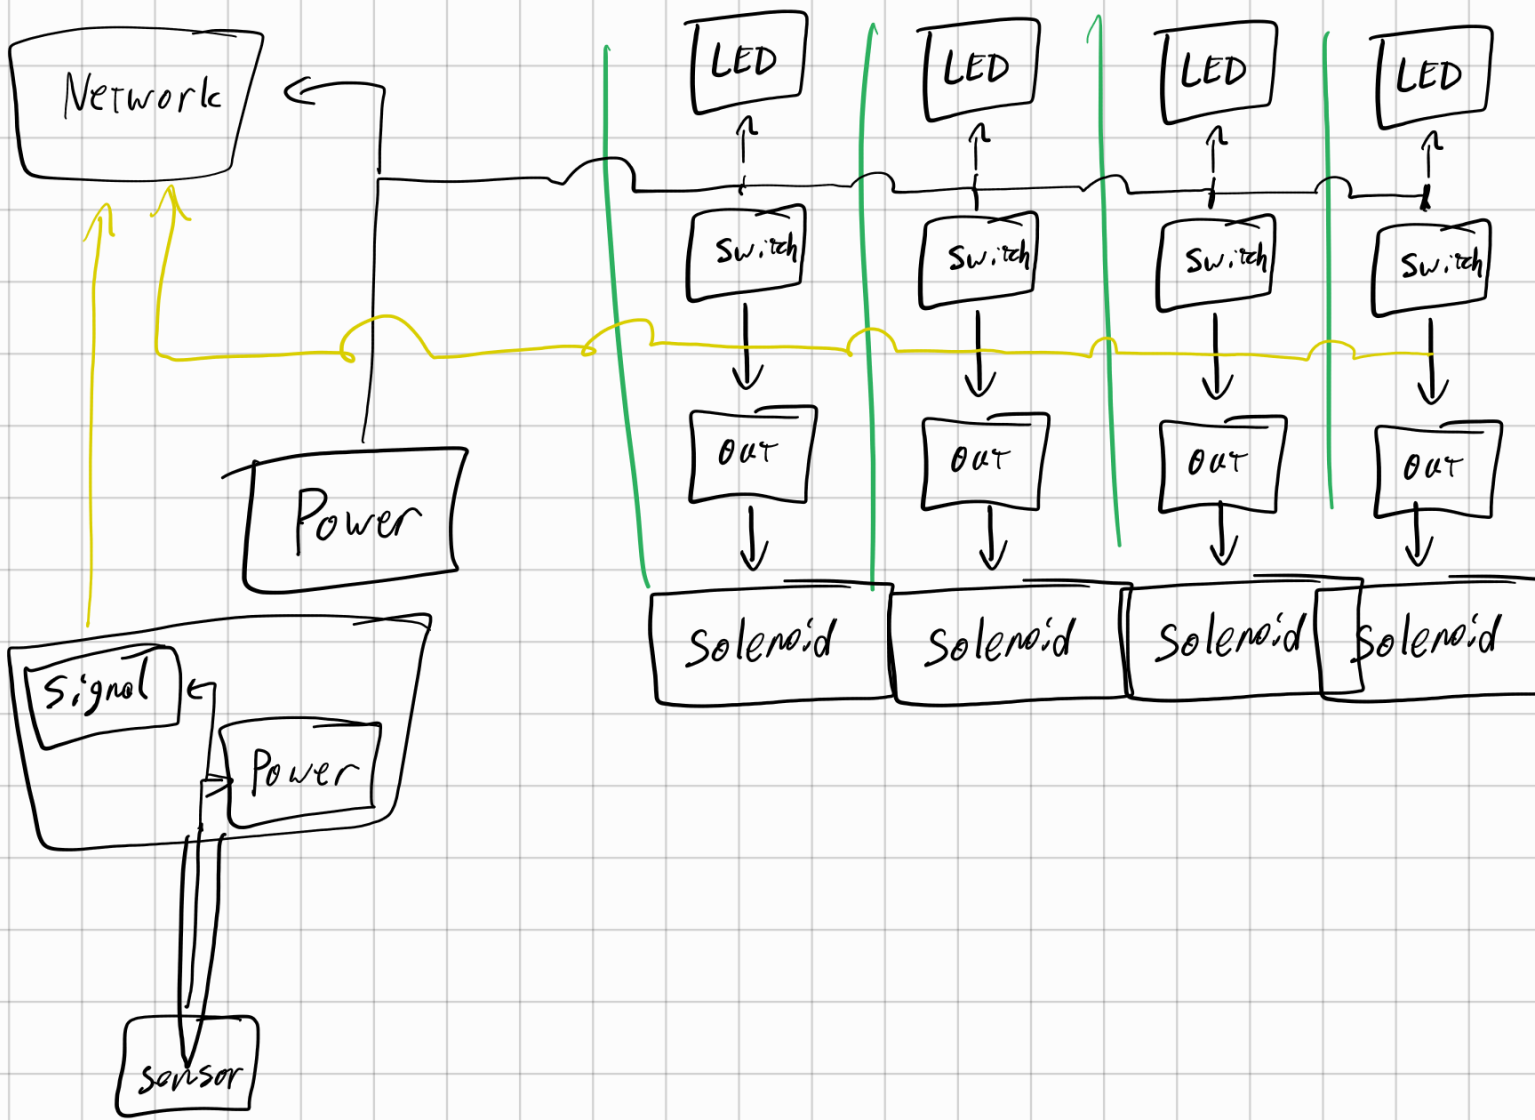 Network
LED
LED
LED
LED
Switch
Switch
Switch
Switch
OUT
OUT
OUT
OUT
Power
Solenoid
Solenoid
Solenoid
Solenoid
Signal
Power
sensor